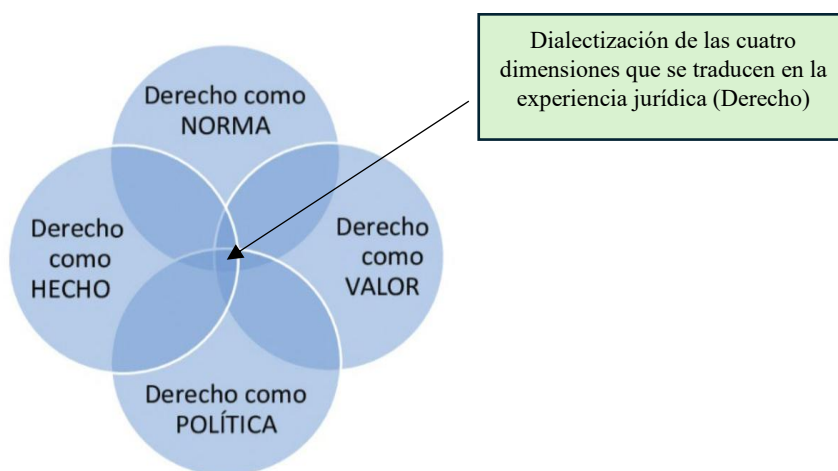 Dialectización de las cuatro
dimensiones que se traducen en la
experiencia jurídica (Derecho)
Derecho como
NORMA
Derecho
como
HECHO
Derecho
como
VALOR
Derecho como
POLÍTICA